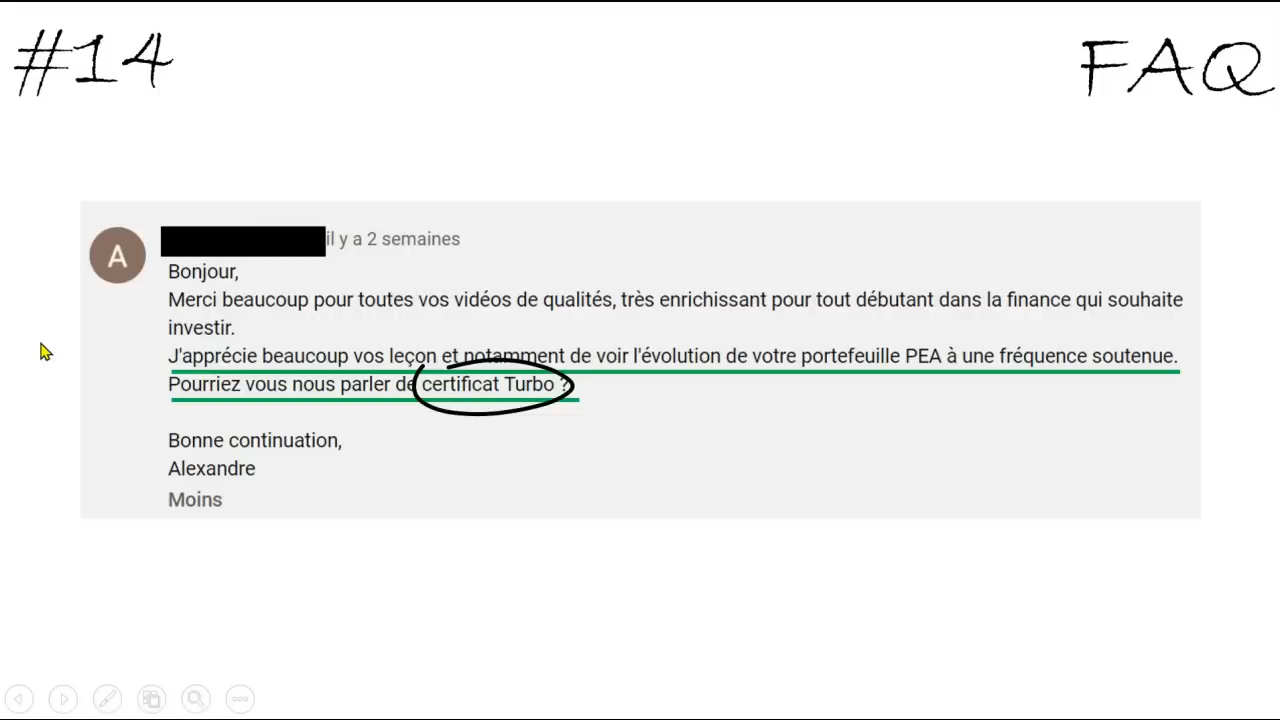 #14
FAQ
A
il y a 2 semaines
Bonjour,
Merci beaucoup pour toutes vos vidéos de qualités, très enrichissant pour tout débutant dans la finance qui souhaite
investir.
J'apprécie beaucoup vos leçon et notamment de voir l'évolution de votre portefeuille PEA à une fréquence soutenue.
Pourriez vous nous parler de certificat Turbo ?
Bonne continuation,
Alexandre
Moins